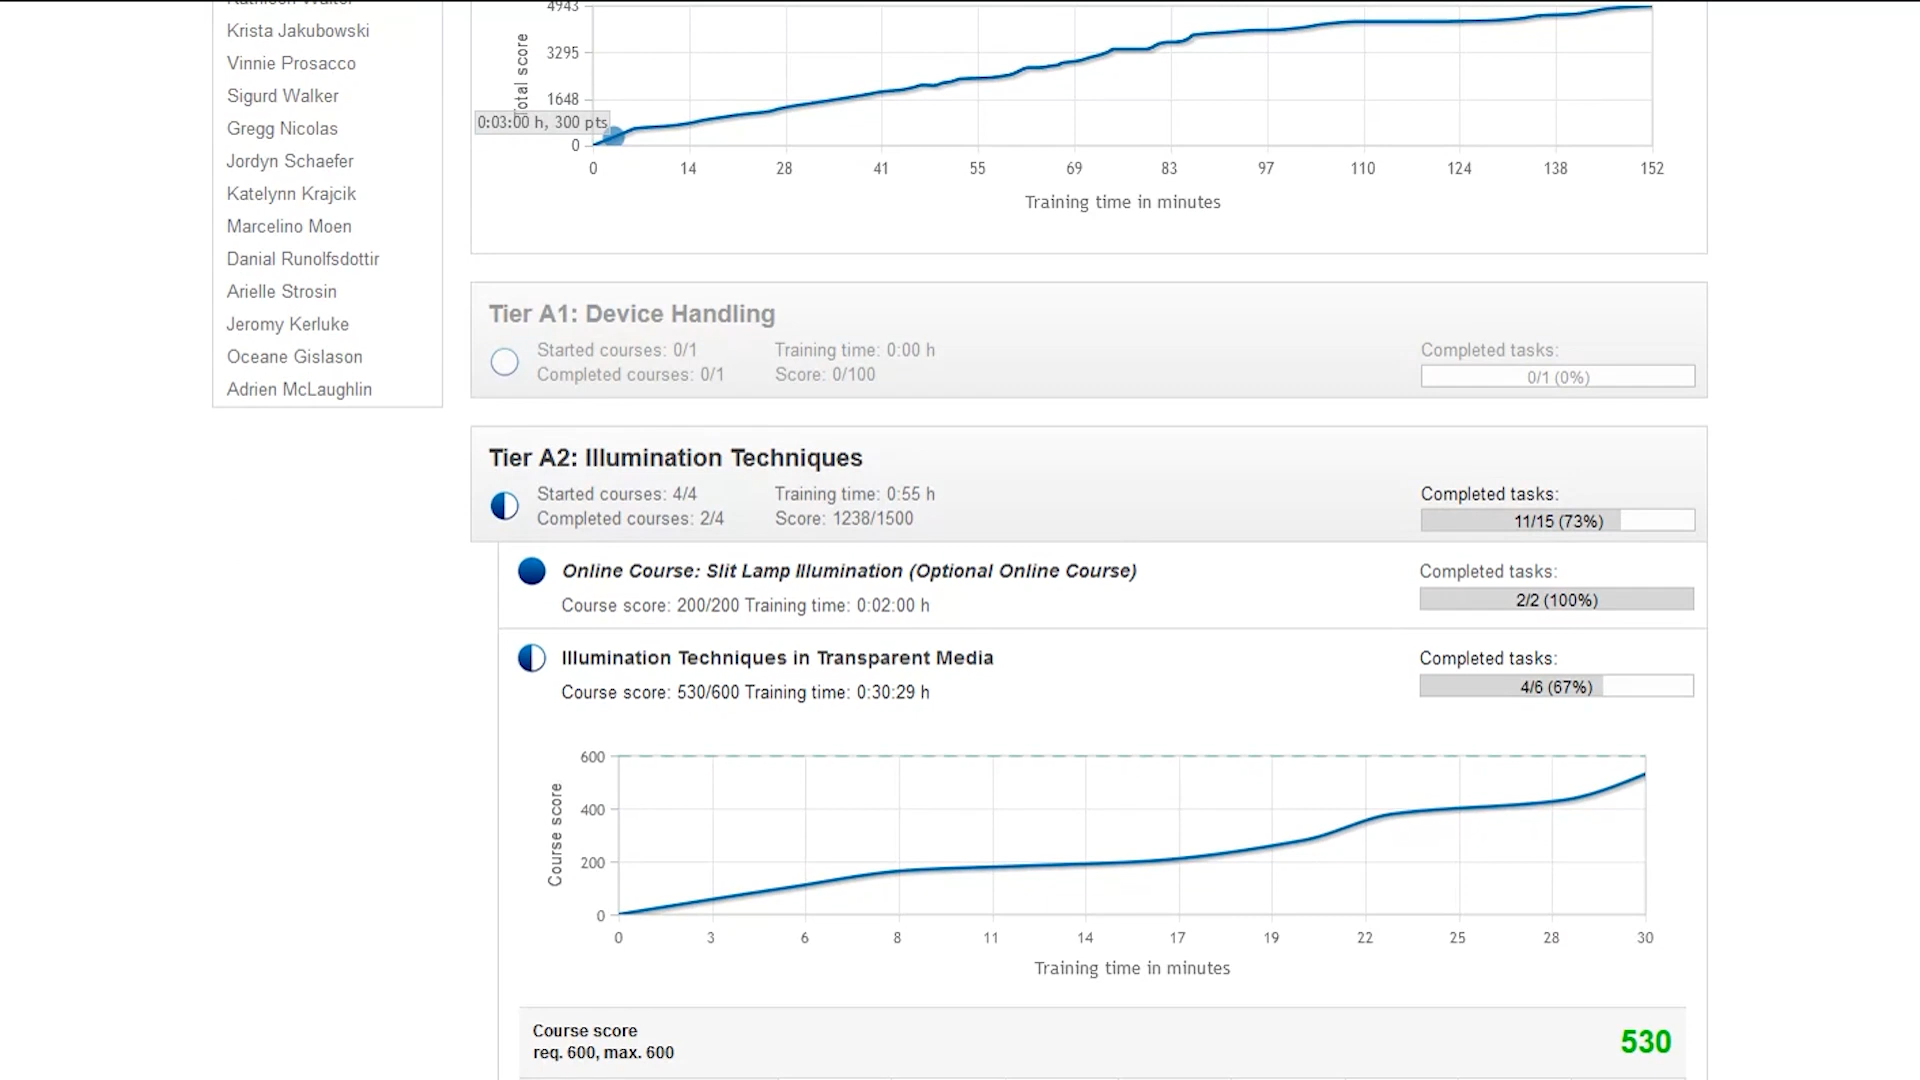 Krista Jakubowski
Vinnie Prosacco
Sigurd Walker
Gregg Nicolas
Jordyn Schaefer
Katelynn Krajcik
Marcelino Moen
Danial Runolfsdottir
Arielle Strosin
Jeromy Kerluke
Oceane Gislason
Adrien McLaughlin
Total score
4943
3295
1648
0
0:03:00 h, 300 pts
0 14 28 41 55 69 83 97 110 124 138 152
Training time in minutes
Tier A1: Device Handling
Started courses: 0/1 Training time: 0:00 h Completed tasks:
Completed courses: 0/1 Score: 0/100 0/1 (0%)
Tier A2: Illumination Techniques
Started courses: 4/4 Training time: 0:55 h Completed tasks:
Completed courses: 2/4 Score: 1238/1500 11/15 (73%)
Online Course: Slit Lamp Illumination (Optional Online Course) Completed tasks:
Course score: 200/200 Training time: 0:02:00 h 2/2 (100%)
Illumination Techniques in Transparent Media Completed tasks:
Course score: 530/600 Training time: 0:30:29 h 4/6 (67%)
Course score
600
400
200
0
0 3 6 8 11 14 17 19 22 25 28 30
Training time in minutes
Course score
req. 600, max. 600
530